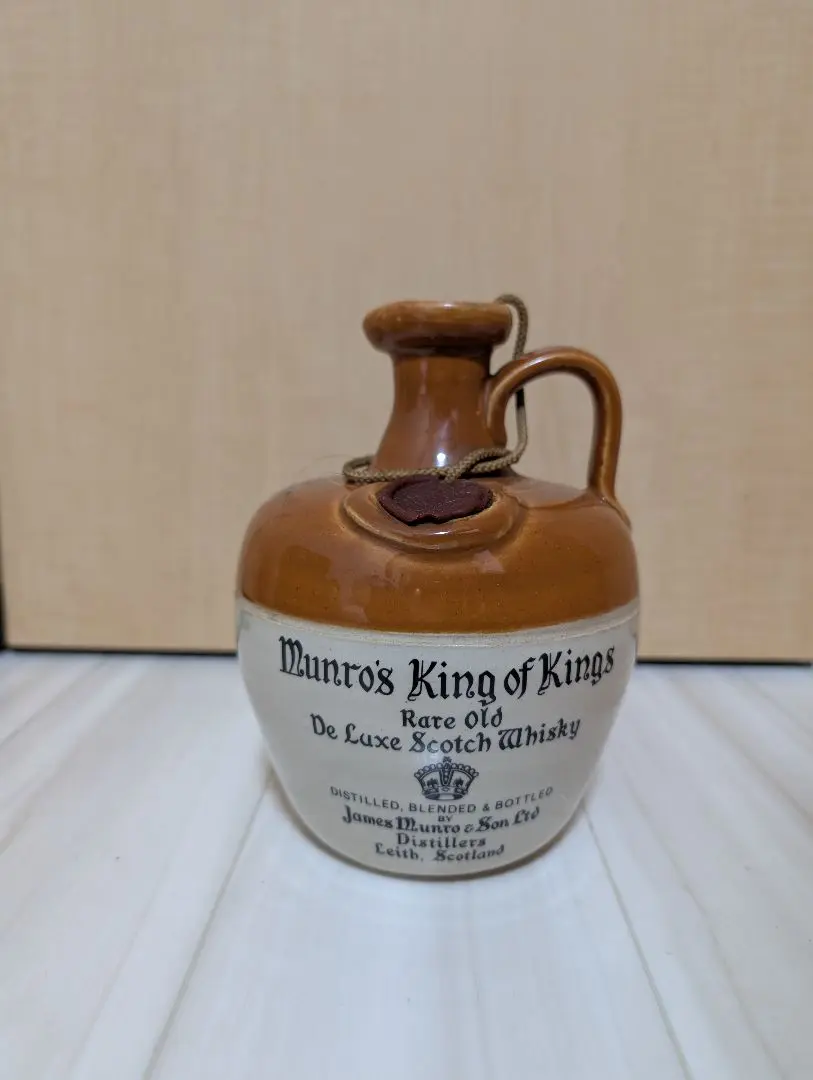 Munro's King of Kings
Rare Old
De Luxe Scotch Whisky
DISTILLED, BLENDED & BOTTLED
BY
James Munro & Son Ltd
Distillers
Leith, Scotland